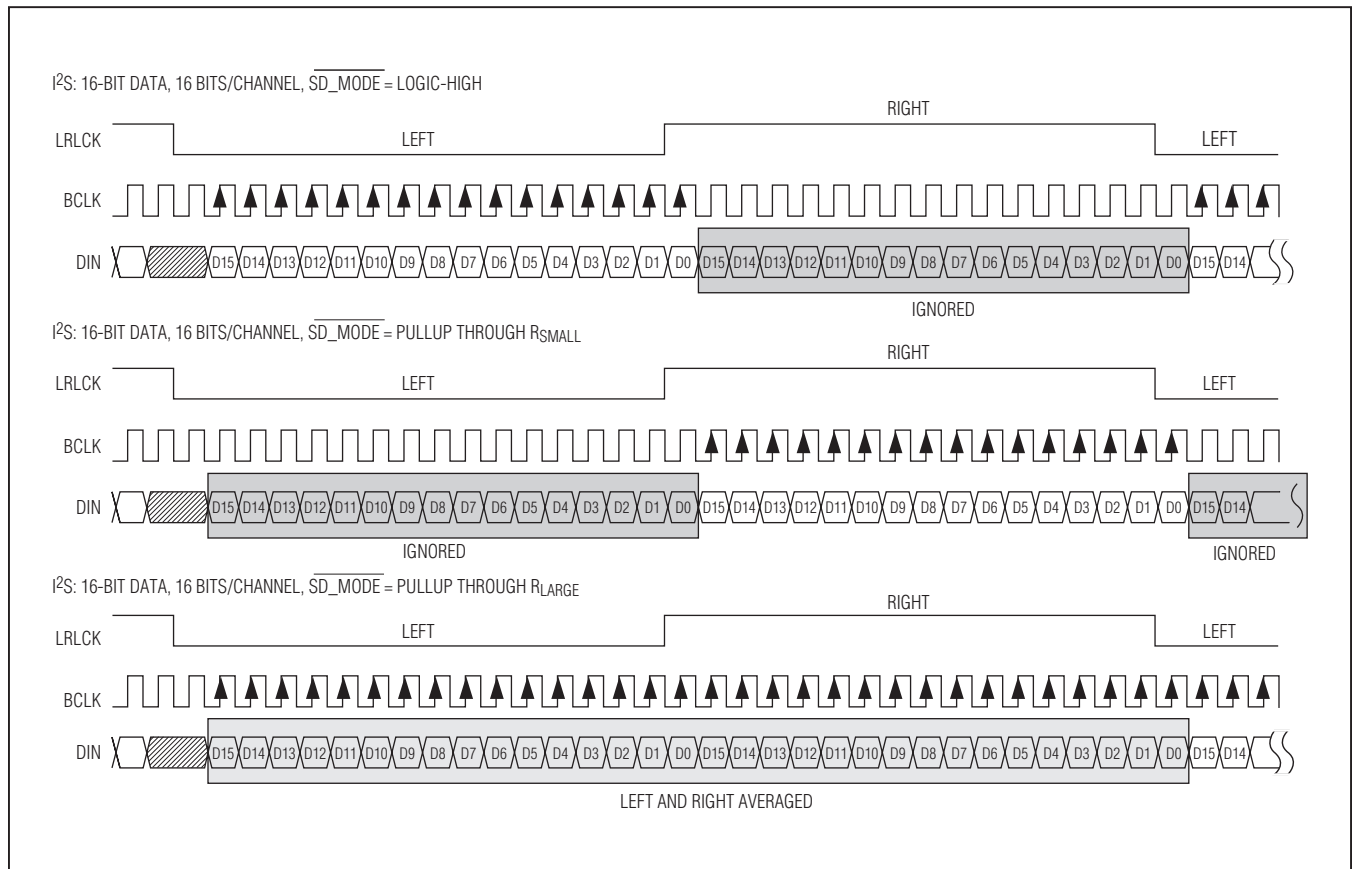 I²S: 16-BIT DATA, 16 BITS/CHANNEL, SD_MODE = LOGIC-HIGH
RIGHT
LRLCK LEFT LEFT
BCLK
DIN D15 D14 D13 D12 D11 D10 D9 D8 D7 D6 D5 D4 D3 D2 D1 D0 D15 D14 D13 D12 D11 D10 D9 D8 D7 D6 D5 D4 D3 D2 D1 D0 D15 D14
IGNORED
I²S: 16-BIT DATA, 16 BITS/CHANNEL, SD_MODE = PULLUP THROUGH RSMALL
RIGHT
LRLCK LEFT LEFT
BCLK
DIN D15 D14 D13 D12 D11 D10 D9 D8 D7 D6 D5 D4 D3 D2 D1 D0 D15 D14 D13 D12 D11 D10 D9 D8 D7 D6 D5 D4 D3 D2 D1 D0 D15 D14
IGNORED IGNORED
I²S: 16-BIT DATA, 16 BITS/CHANNEL, SD_MODE = PULLUP THROUGH RLARGE
RIGHT
LRLCK LEFT LEFT
BCLK
DIN D15 D14 D13 D12 D11 D10 D9 D8 D7 D6 D5 D4 D3 D2 D1 D0 D15 D14 D13 D12 D11 D10 D9 D8 D7 D6 D5 D4 D3 D2 D1 D0 D15 D14
LEFT AND RIGHT AVERAGED